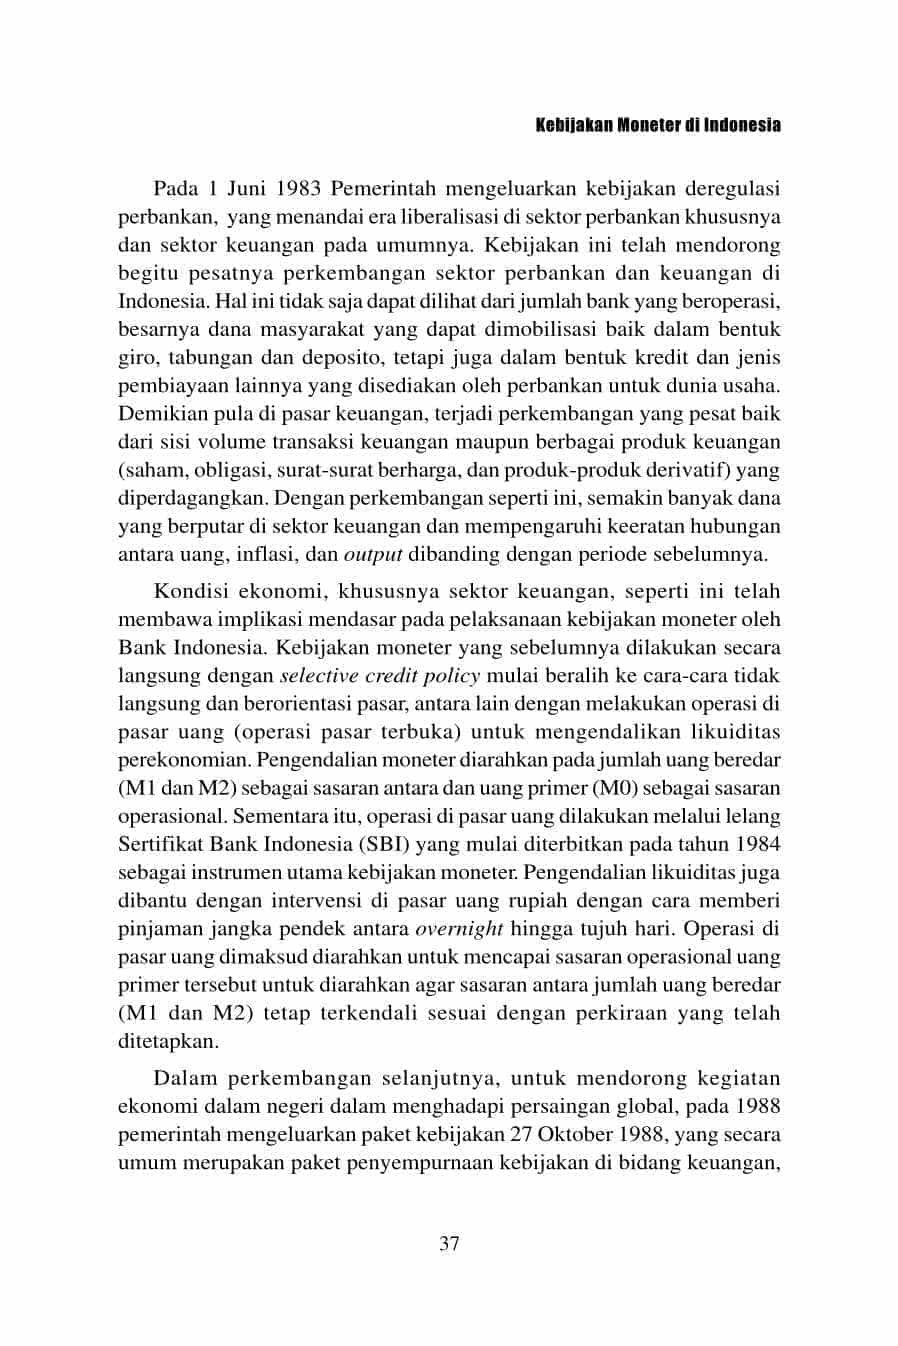 Kebijakan Moneter di Indonesia
Pada 1 Juni 1983 Pemerintah mengeluarkan kebijakan deregulasi
perbankan, yang menandai era liberalisasi di sektor perbankan khususnya
dan sektor keuangan pada umumnya. Kebijakan ini telah mendorong
begitu pesatnya perkembangan sektor perbankan dan keuangan di
Indonesia. Hal ini tidak saja dapat dilihat dari jumlah bank yang beroperasi,
besarnya dana masyarakat yang dapat dimobilisasi baik dalam bentuk
giro, tabungan dan deposito, tetapi juga dalam bentuk kredit dan jenis
pembiayaan lainnya yang disediakan oleh perbankan untuk dunia usaha.
Demikian pula di pasar keuangan, terjadi perkembangan yang pesat baik
dari sisi volume transaksi keuangan maupun berbagai produk keuangan
(saham, obligasi, surat-surat berharga, dan produk-produk derivatif) yang
diperdagangkan. Dengan perkembangan seperti ini, semakin banyak dana
yang berputar di sektor keuangan dan mempengaruhi keeratan hubungan
antara uang, inflasi, dan output dibanding dengan periode sebelumnya.
Kondisi ekonomi, khususnya sektor keuangan, seperti ini telah
membawa implikasi mendasar pada pelaksanaan kebijakan moneter oleh
Bank Indonesia. Kebijakan moneter yang sebelumnya dilakukan secara
langsung dengan selective credit policy mulai beralih ke cara-cara tidak
langsung dan berorientasi pasar, antara lain dengan melakukan operasi di
pasar uang (operasi pasar terbuka) untuk mengendalikan likuiditas
perekonomian. Pengendalian moneter diarahkan pada jumlah uang beredar
(M1 dan M2) sebagai sasaran antara dan uang primer (M0) sebagai sasaran
operasional. Sementara itu, operasi di pasar uang dilakukan melalui lelang
Sertifikat Bank Indonesia (SBI) yang mulai diterbitkan pada tahun 1984
sebagai instrumen utama kebijakan moneter. Pengendalian likuiditas juga
dibantu dengan intervensi di pasar uang rupiah dengan cara memberi
pinjaman jangka pendek antara overnight hingga tujuh hari. Operasi di
pasar uang dimaksud diarahkan untuk mencapai sasaran operasional uang
primer tersebut untuk diarahkan agar sasaran antara jumlah uang beredar
(M1 dan M2) tetap terkendali sesuai dengan perkiraan yang telah
ditetapkan.
Dalam perkembangan selanjutnya, untuk mendorong kegiatan
ekonomi dalam negeri dalam menghadapi persaingan global, pada 1988
pemerintah mengeluarkan paket kebijakan 27 Oktober 1988, yang secara
umum merupakan paket penyempurnaan kebijakan di bidang keuangan,
37